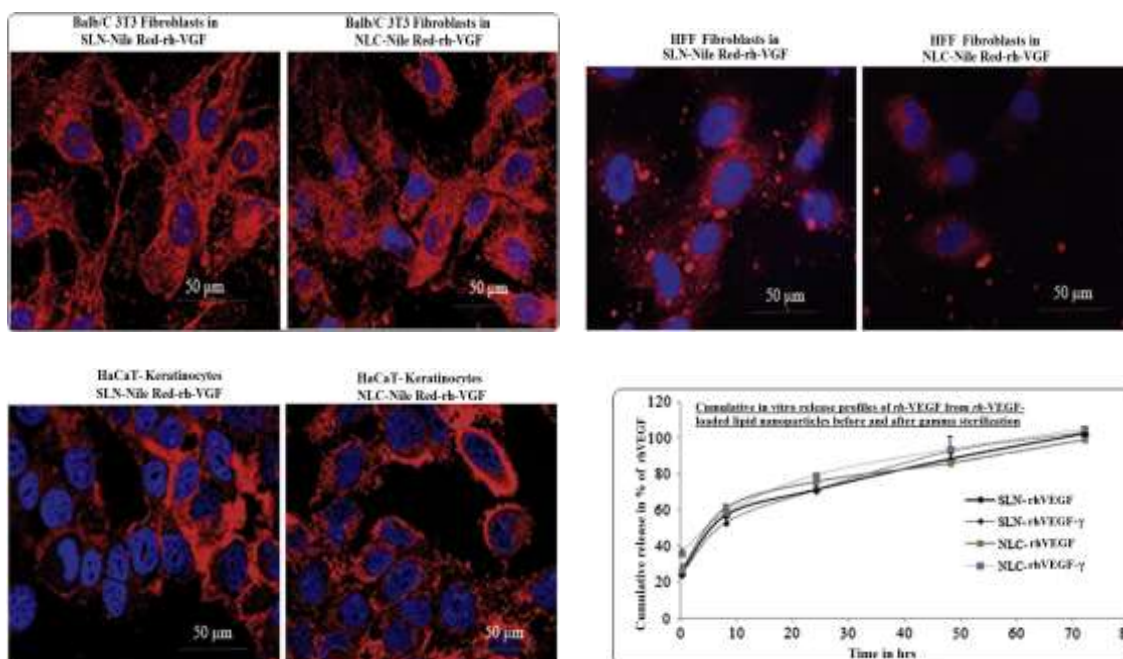 Balb/C 3T3 Fibroblasts in
SLN-Nile Red-rh-VGF
Balb/C 3T3 Fibroblasts in
NLC-Nile Red-rh-VGF
50 µm
50 µm
HFF Fibroblasts in
SLN-Nile Red-rh-VGF
HFF Fibroblasts in
NLC-Nile Red-rh-VGF
50 µm
50 µm
HaCaT- Keratinocytes
SLN-Nile Red-rh-VGF
HaCaT- Keratinocytes
NLC-Nile Red-rh-VGF
50 µm
50 µm
Cumulative in vitro release profiles of rh-VEGF from rh-VEGF-
loaded lipid nanoparticles before and after gamma sterilization
Cumulative release in % of rhVEGF
120
100
80
60
40
20
0
SLN- rhVEGF
SLN- rhVEGF-γ
NLC- rhVEGF
NLC- rhVEGF-γ
0 10 20 30 40 50 60 70
Time in hrs